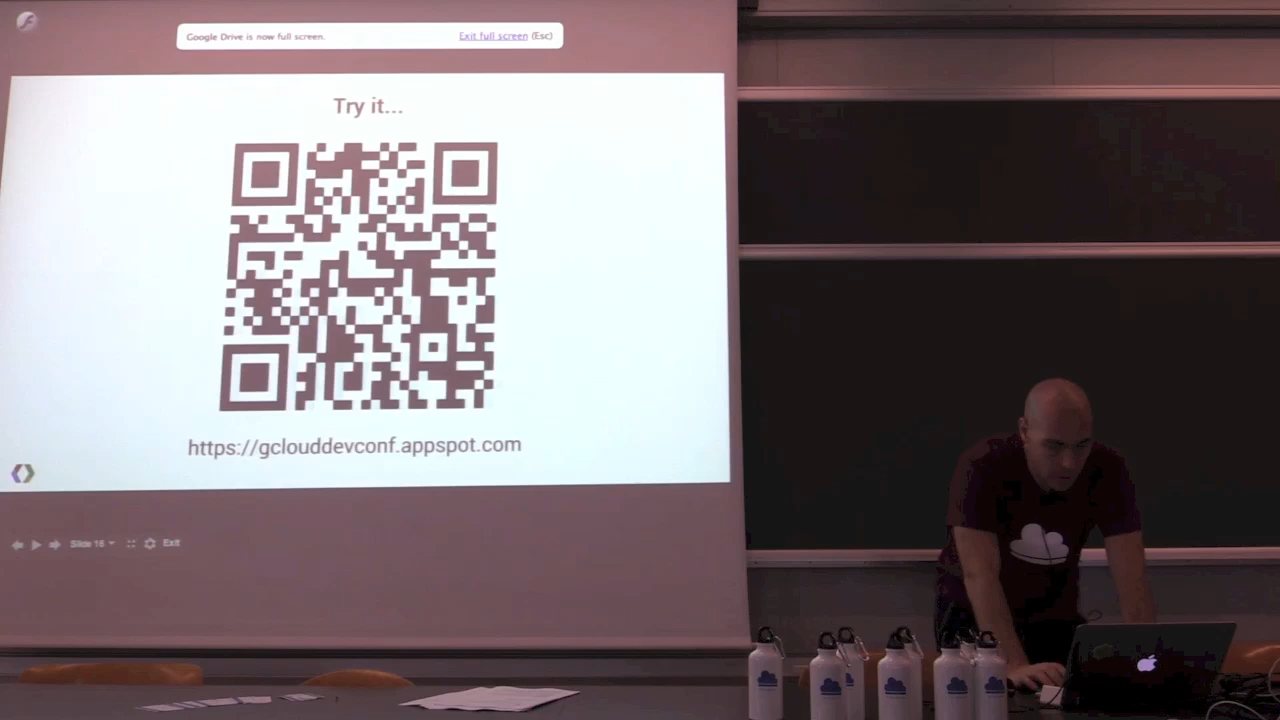 Google Drive is now full screen.
Exit full screen (Esc)
Try it...
https://gclouddevconf.appspot.com
Slide 16
Exit